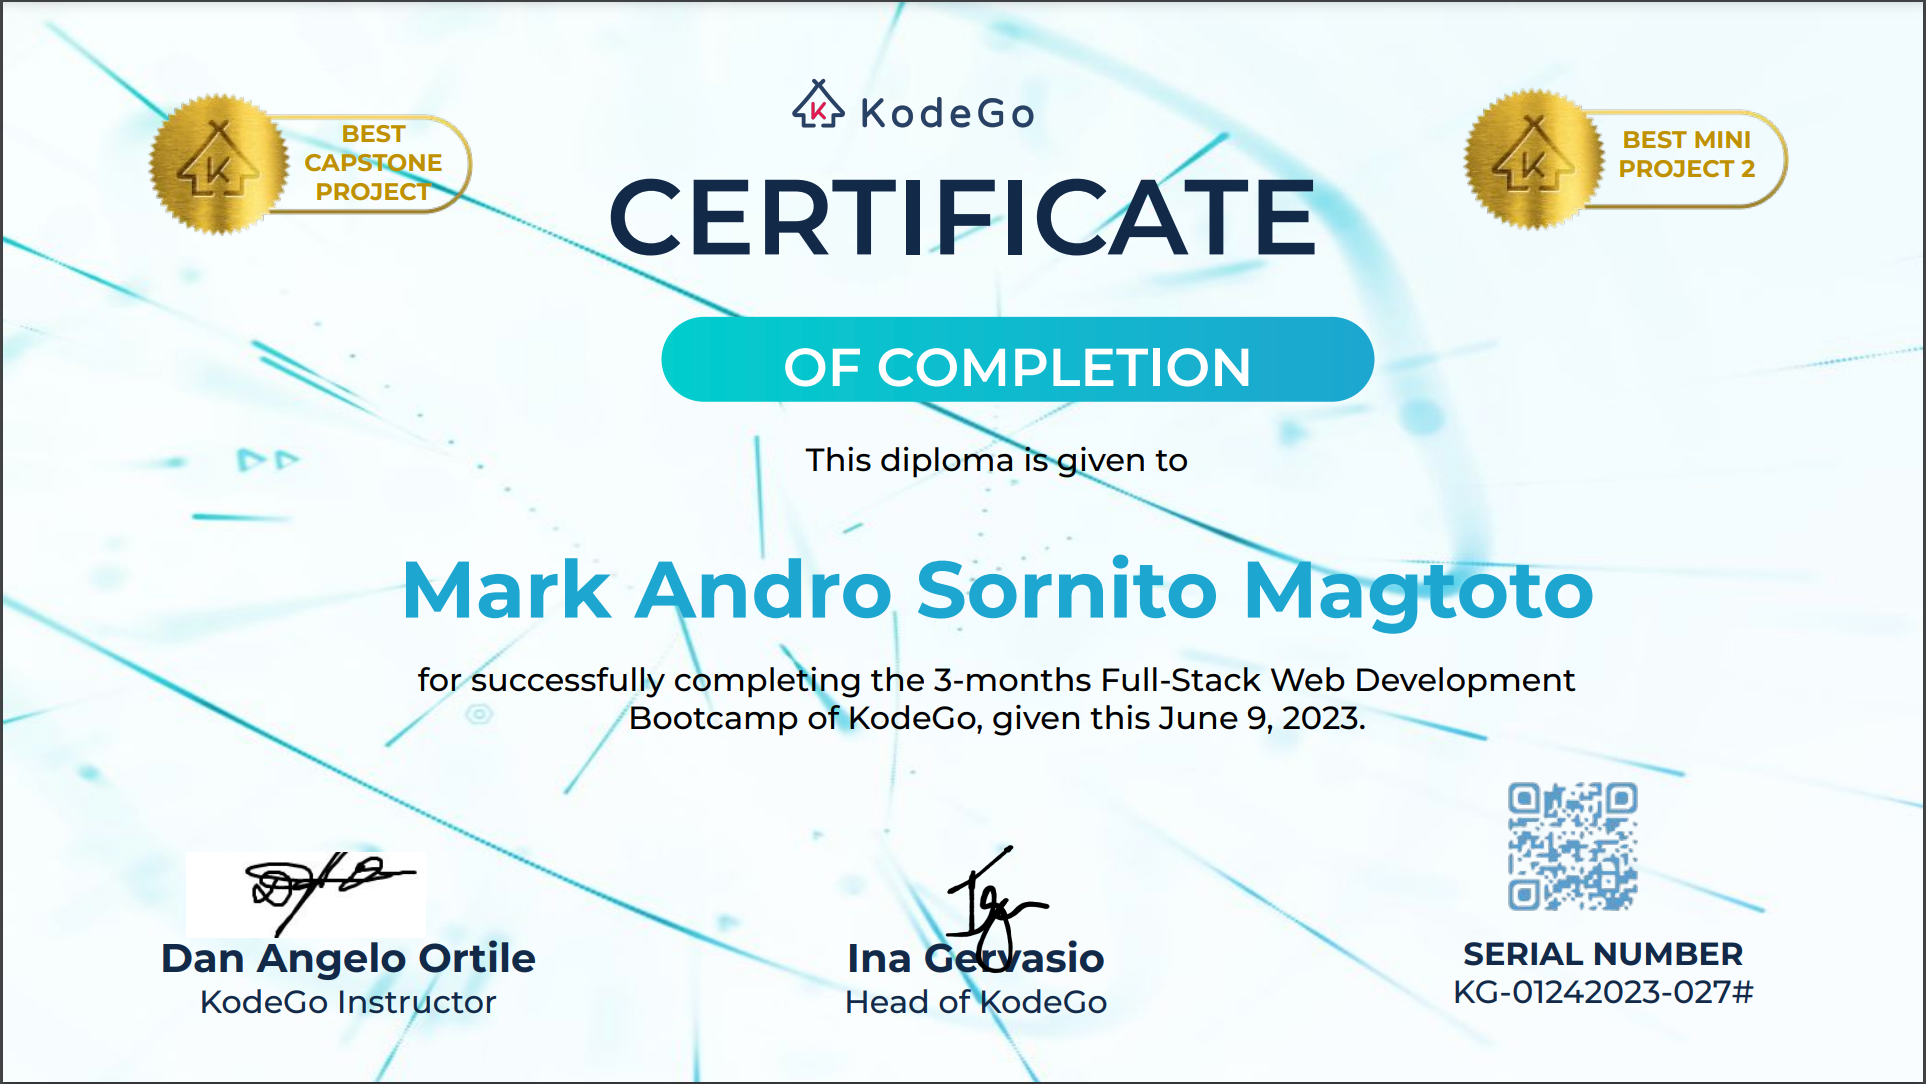 BEST
CAPSTONE
PROJECT
KodeGo
BEST MINI
PROJECT 2
CERTIFICATE
OF COMPLETION
This diploma is given to
Mark Andro Sornito Magtoto
for successfully completing the 3-months Full-Stack Web Development
Bootcamp of KodeGo, given this June 9, 2023.
Dan Angelo Ortile
KodeGo Instructor
Ina Gervasio
Head of KodeGo
SERIAL NUMBER
KG-01242023-027#